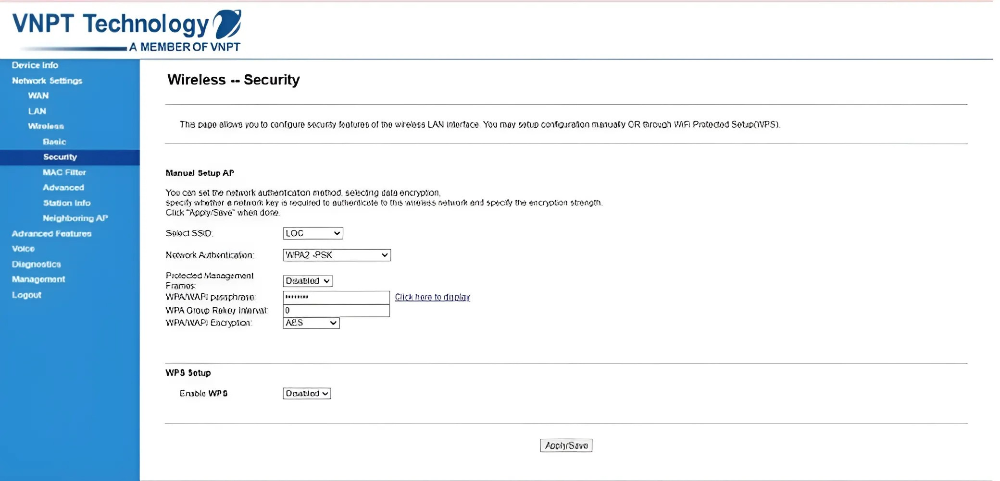 VNPT Technology
A MEMBER OF VNPT
Device Info
Network Settings
WAN
LAN
Wireless
Basic
Security
MAC Filter
Advanced
Station Info
Neighboring AP
Advanced Features
Voice
Diagnostics
Management
Logout
Wireless -- Security
This page allows you to configure security features of the wireless LAN interface. You may setup configuration manually OR through WiFi Protected Setup(WPS).
Manual Setup AP
You can set the network authentication method, selecting data encryption,
specify whether a network key is required to authenticate to this wireless network and specify the encryption strength.
Click "Apply/Save" when done.
Select SSID: LOC
Network Authentication: WPA2 -PSK
Protected Management
Frames: Disabled
WPA/WAPI passphrase: •••••••• Click here to display
WPA Group Rekey Interval: 0
WPA/WAPI Encryption: AES
WPS Setup
Enable WPS Disabled
Apply/Save